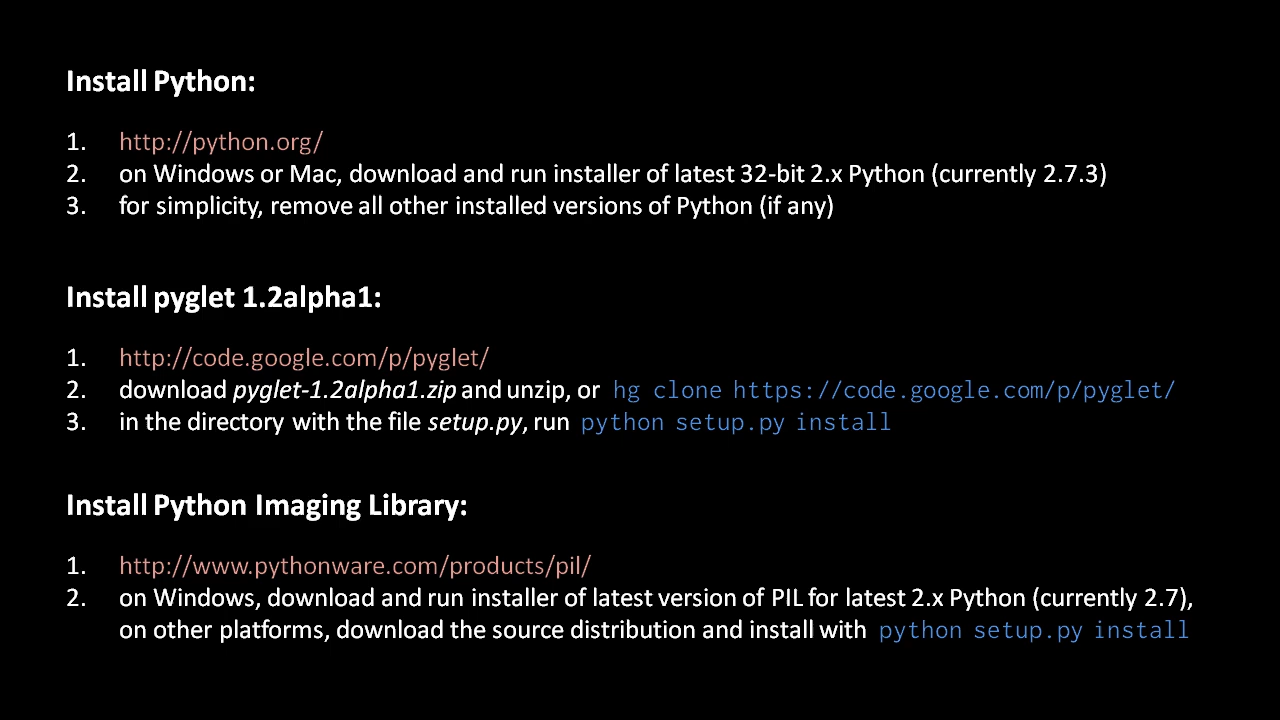 Install Python:
1. http://python.org/
2. on Windows or Mac, download and run installer of latest 32-bit 2.x Python (currently 2.7.3)
3. for simplicity, remove all other installed versions of Python (if any)
Install pyglet 1.2alpha1:
1. http://code.google.com/p/pyglet/
2. download pyglet-1.2alpha1.zip and unzip, or hg clone https://code.google.com/p/pyglet/
3. in the directory with the file setup.py, run python setup.py install
Install Python Imaging Library:
1. http://www.pythonware.com/products/pil/
2. on Windows, download and run installer of latest version of PIL for latest 2.x Python (currently 2.7),
on other platforms, download the source distribution and install with python setup.py install